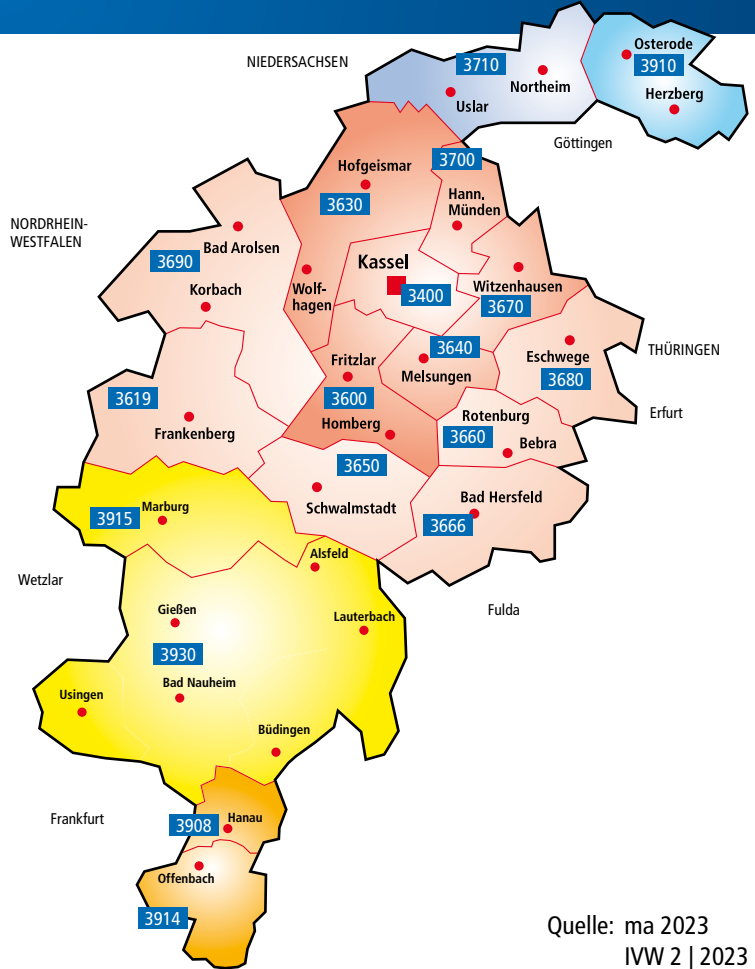 Osterode
3910
Herzberg
NIEDERSACHSEN
3710
Northeim
Uslar
Göttingen
Hofgeismar
3630
3700
Hann.
Münden
NORDRHEIN-
WESTFALEN
Bad Arolsen
3690
Korbach
Wolf-
hagen
Kassel
3400
Witzenhausen
3670
3640
Melsungen
Eschwege
3680
THÜRINGEN
Erfurt
Fritzlar
3600
Homberg
3619
Frankenberg
Rotenburg
3660
Bebra
3650
Schwalmstadt
Bad Hersfeld
3666
Marburg
3915
Alsfeld
Wetzlar
Fulda
Gießen
Lauterbach
3930
Bad Nauheim
Usingen
Büdingen
Frankfurt
Hanau
3908
Offenbach
3914
Quelle: ma 2023
IVW 2 | 2023